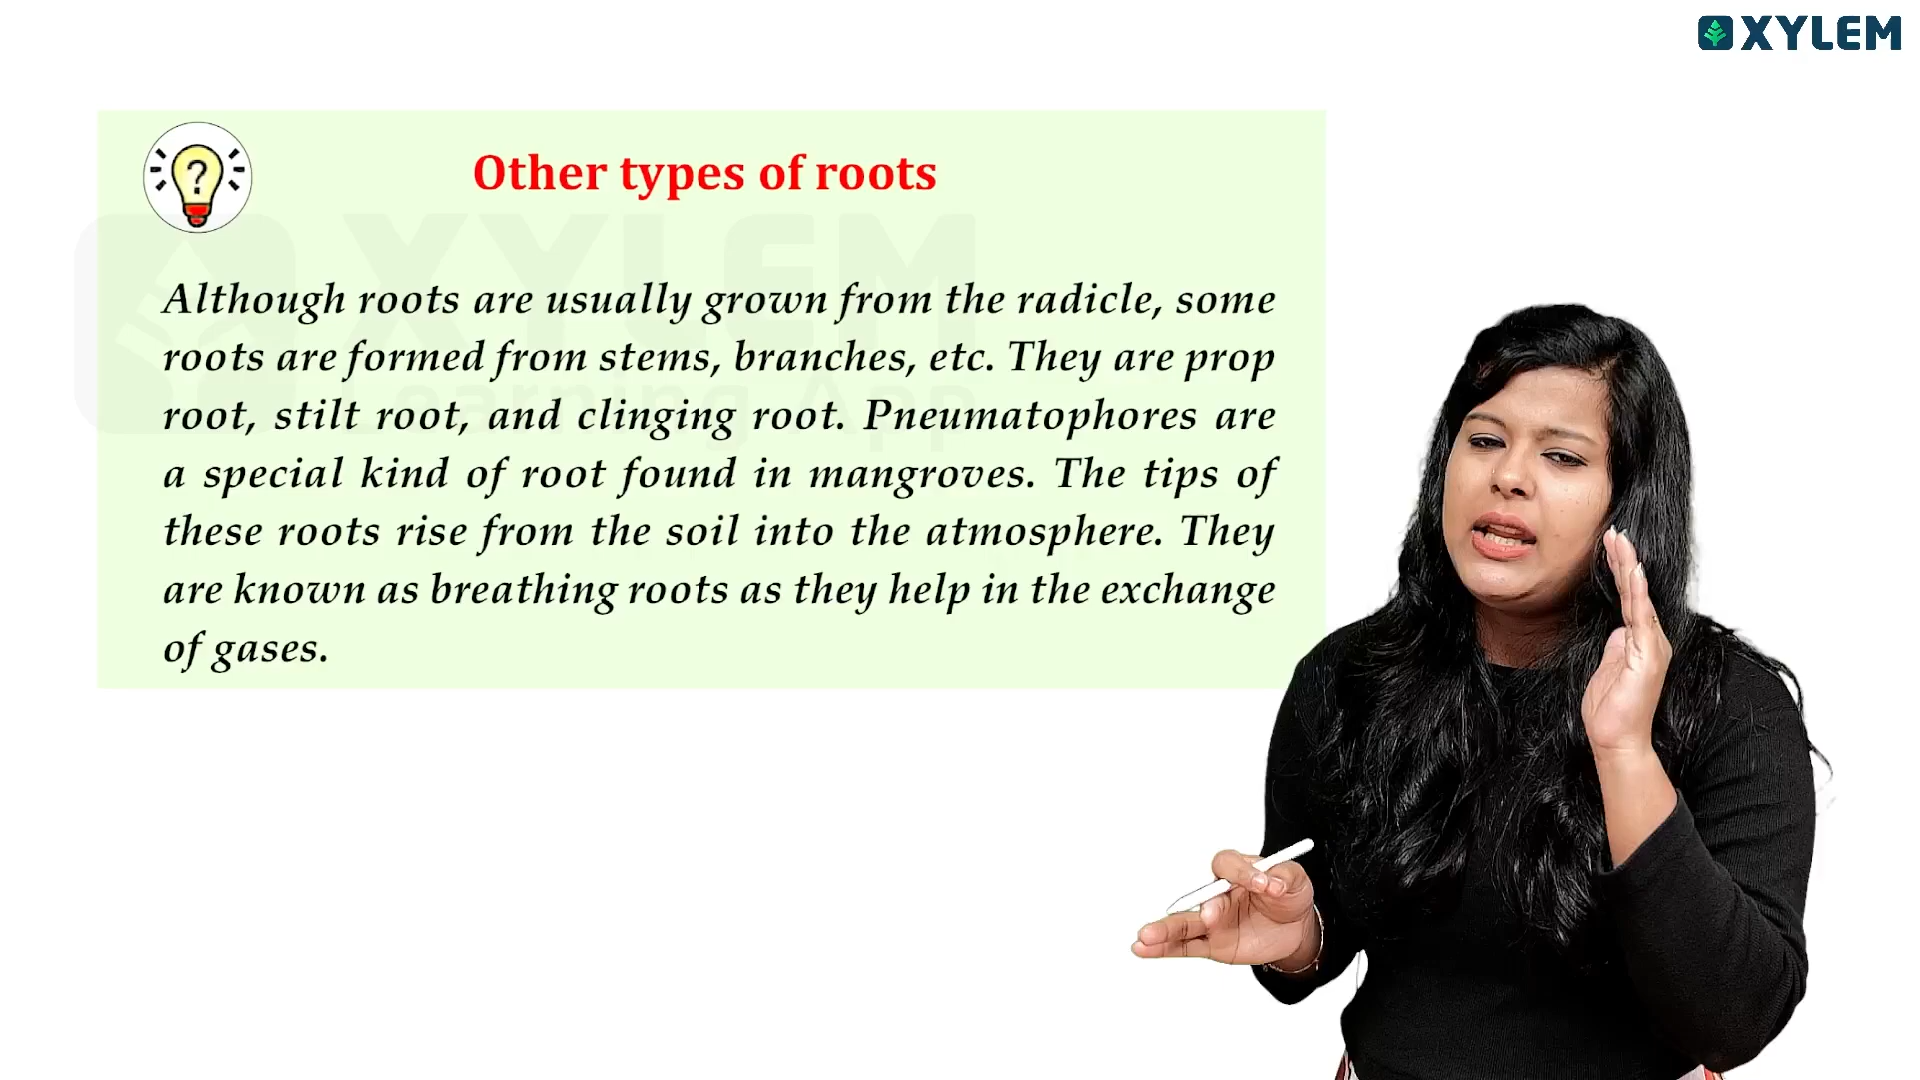 XYLEM
?
Other types of roots
XYLEM
Learning App
Although roots are usually grown from the radicle, some
roots are formed from stems, branches, etc. They are prop
root, stilt root, and clinging root. Pneumatophores are
a special kind of root found in mangroves. The tips of
these roots rise from the soil into the atmosphere. They
are known as breathing roots as they help in the exchange
of gases.